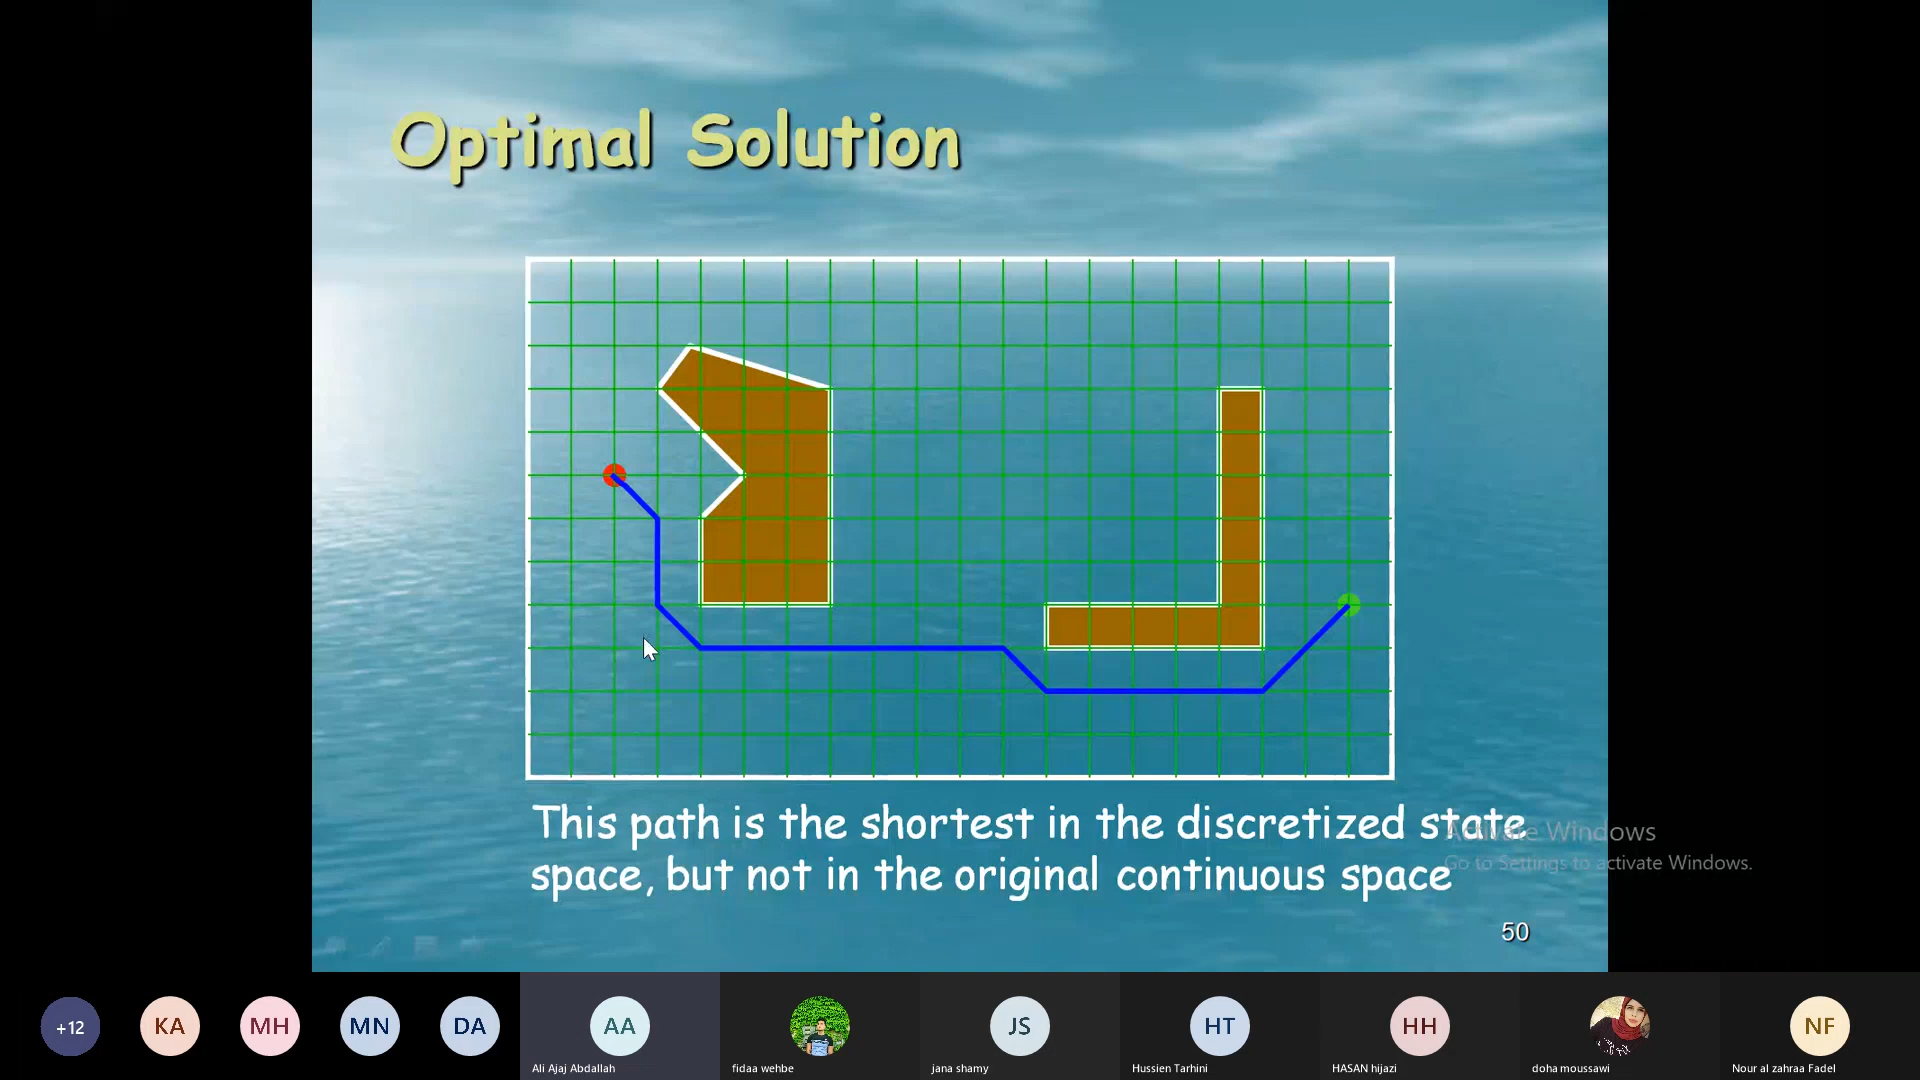 Optimal Solution
This path is the shortest in the discretized state
space, but not in the original continuous space
Activate Windows
Go to Settings to activate Windows.
50
+12
KA
MH
MN
DA
AA
JS
HT
HH
NF
Ali Ajaj Abdallah
fidaa wehbe
jana shamy
Hussien Tarhini
HASAN hijazi
doha moussawi
Nour al zahraa Fadel